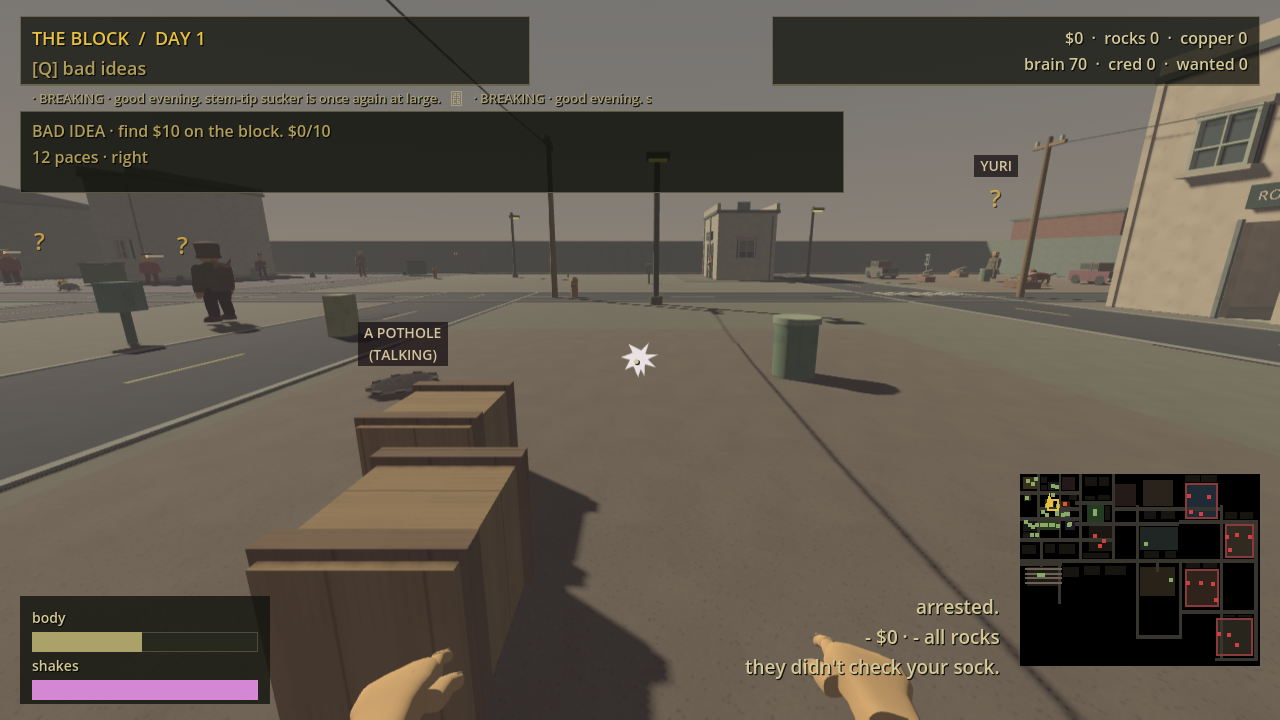 THE BLOCK / DAY 1
[Q] bad ideas
$0 · rocks 0 · copper 0
brain 70 · cred 0 · wanted 0
· BREAKING · good evening. stem-tip sucker is once again at large. · BREAKING · good evening. s
BAD IDEA · find $10 on the block. $0/10
12 paces · right
YURI
?
?
?
RO
A POTHOLE
(TALKING)
arrested.
- $0 · - all rocks
they didn't check your sock.
body
shakes